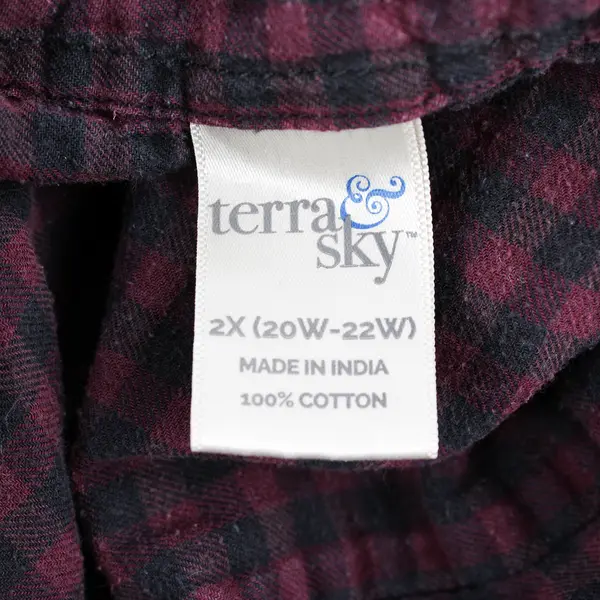 terra &
sky™
2X (20W-22W)
MADE IN INDIA
100% COTTON